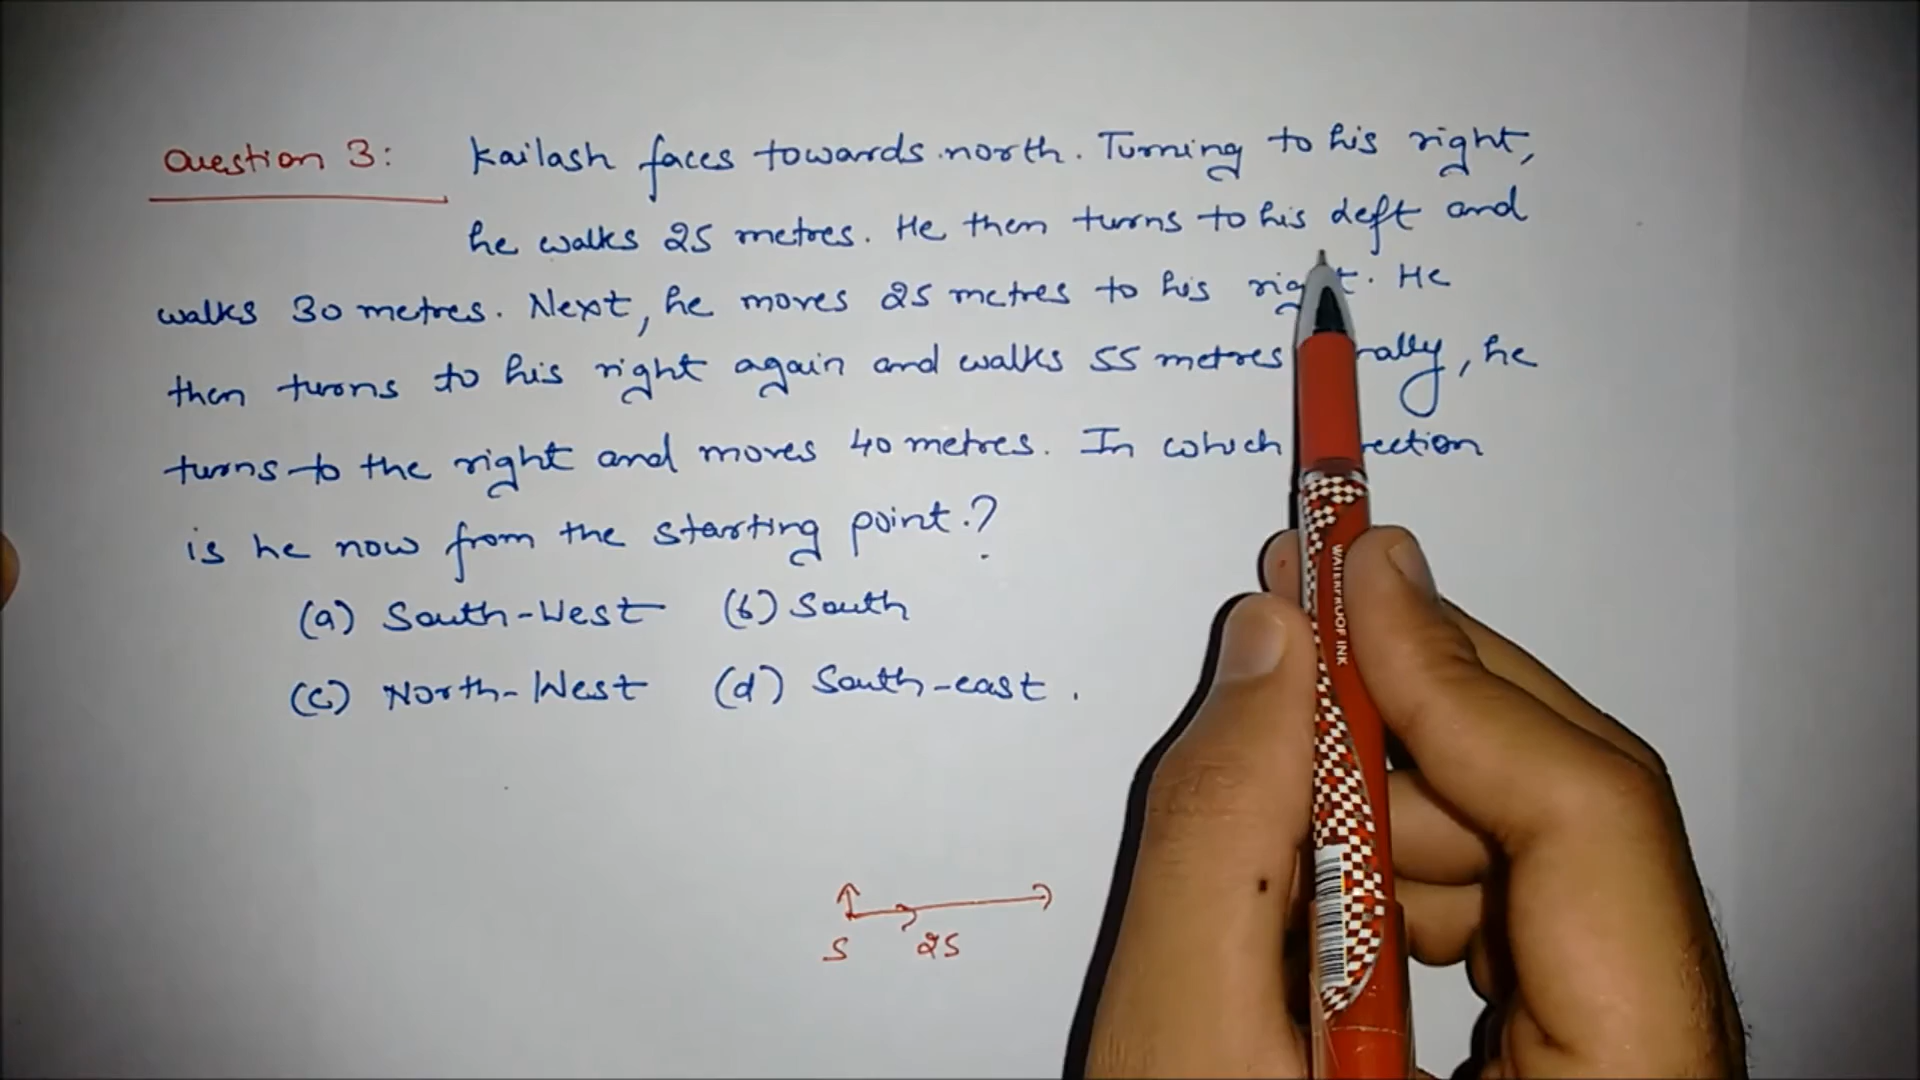 Question 3: Kailash faces towards north. Turning to his right,
he walks 25 metres. He then turns to his left and
walks 30 metres. Next, he moves 25 metres to his right. He
then turns to his right again and walks 55 metres he
turns to the right and moves 40 metres. In which
is he now from the starting point.?
(a) South-West (b) South
(c) North-West (d) South-east.
S 25
WATERPROOF INK